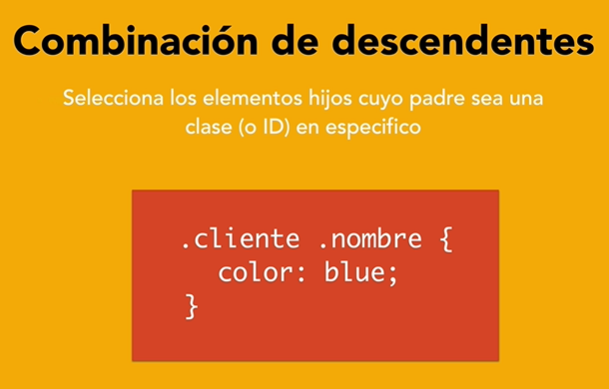 Combinación de descendentes
Selecciona los elementos hijos cuyo padre sea una
clase (o ID) en especifico
.cliente .nombre {
color: blue;
}